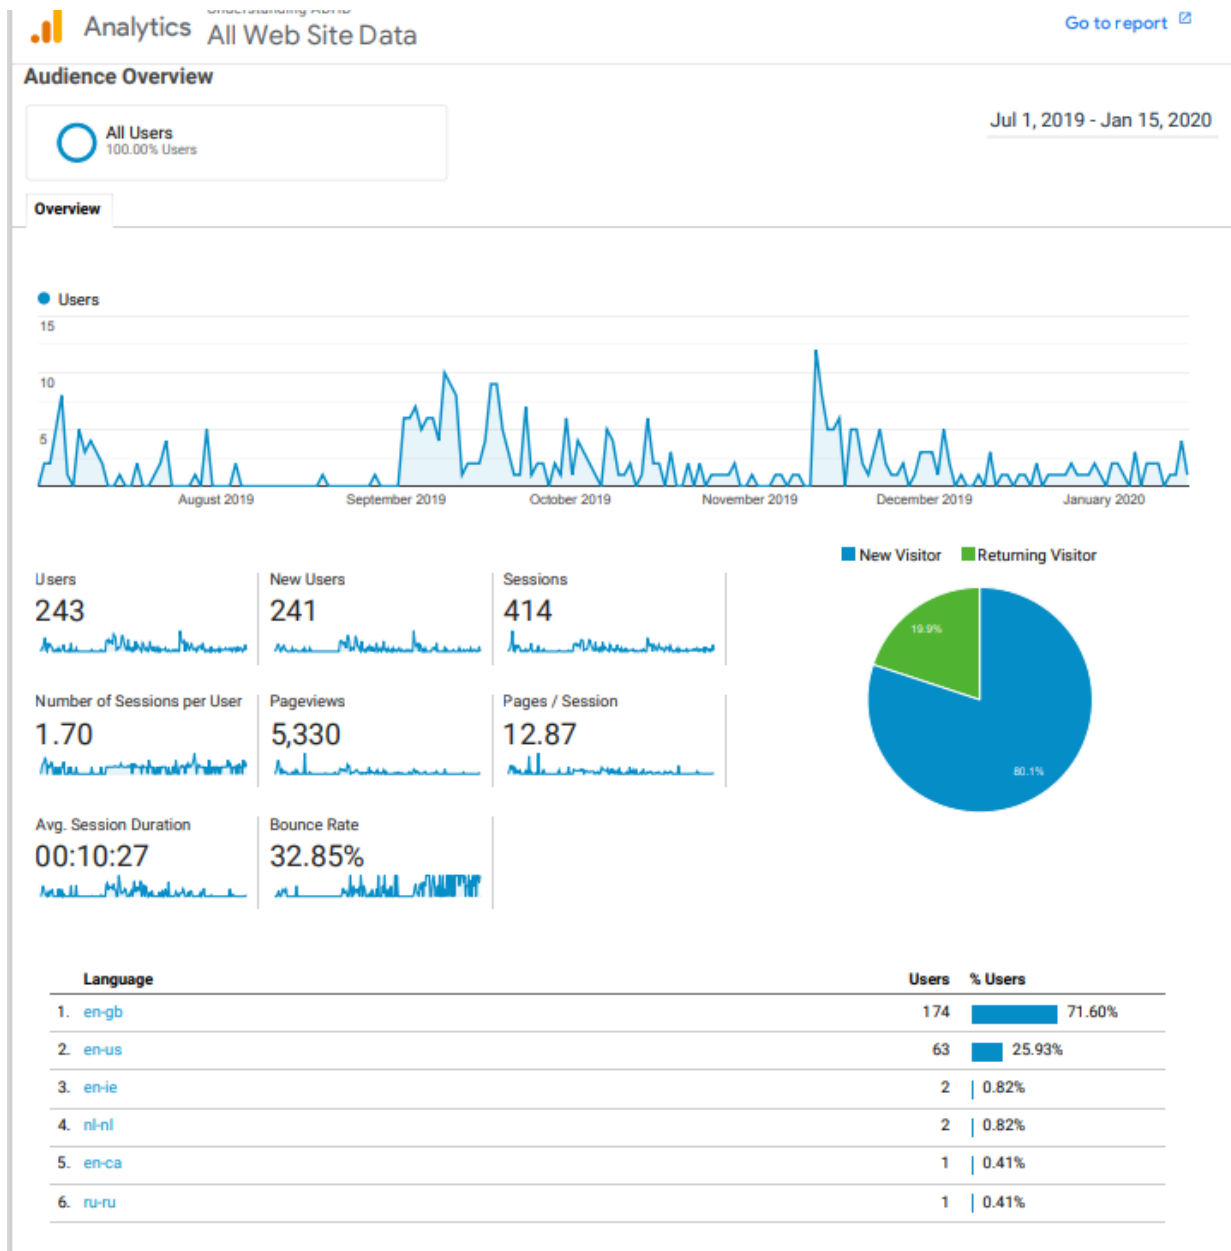 Understanding ADHD
Analytics All Web Site Data
Go to report
Audience Overview
All Users
100.00% Users
Jul 1, 2019 - Jan 15, 2020
Overview
Users
15
10
5
August 2019 September 2019 October 2019 November 2019 December 2019 January 2020
New Visitor Returning Visitor
Users New Users Sessions
243 241 414
Number of Sessions per User Pageviews Pages / Session
1.70 5,330 12.87
Avg. Session Duration Bounce Rate
00:10:27 32.85%
19.9%
80.1%
Language Users % Users
1. en-gb 174 71.60%
2. en-us 63 25.93%
3. en-ie 2 0.82%
4. nl-nl 2 0.82%
5. en-ca 1 0.41%
6. ru-ru 1 0.41%